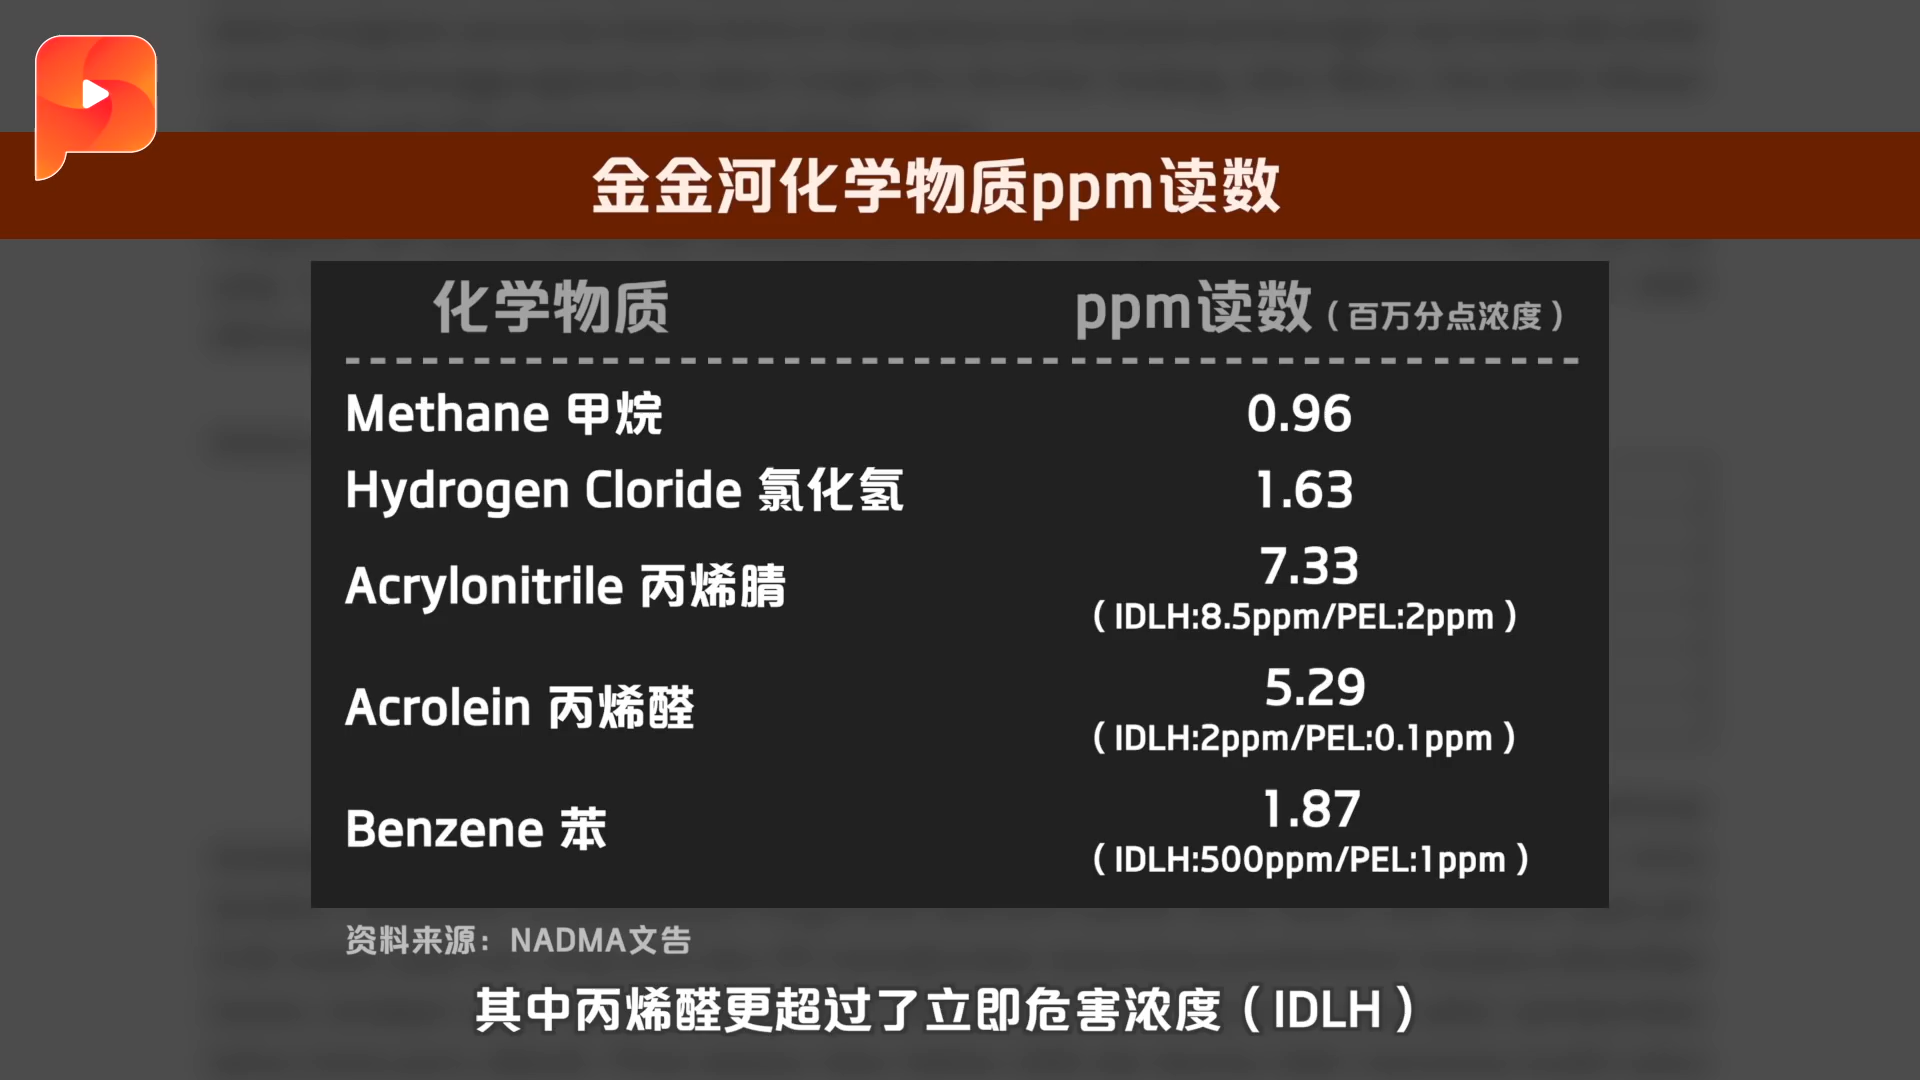 金金河化学物质ppm读数
化学物质 ppm读数（百万分点浓度）
Methane 甲烷 0.96
Hydrogen Cloride 氯化氢 1.63
Acrylonitrile 丙烯腈 7.33
（IDLH:8.5ppm/PEL:2ppm）
Acrolein 丙烯醛 5.29
（IDLH:2ppm/PEL:0.1ppm）
Benzene 苯 1.87
（IDLH:500ppm/PEL:1ppm）
资料来源：NADMA文告
其中丙烯醛更超过了立即危害浓度（IDLH）